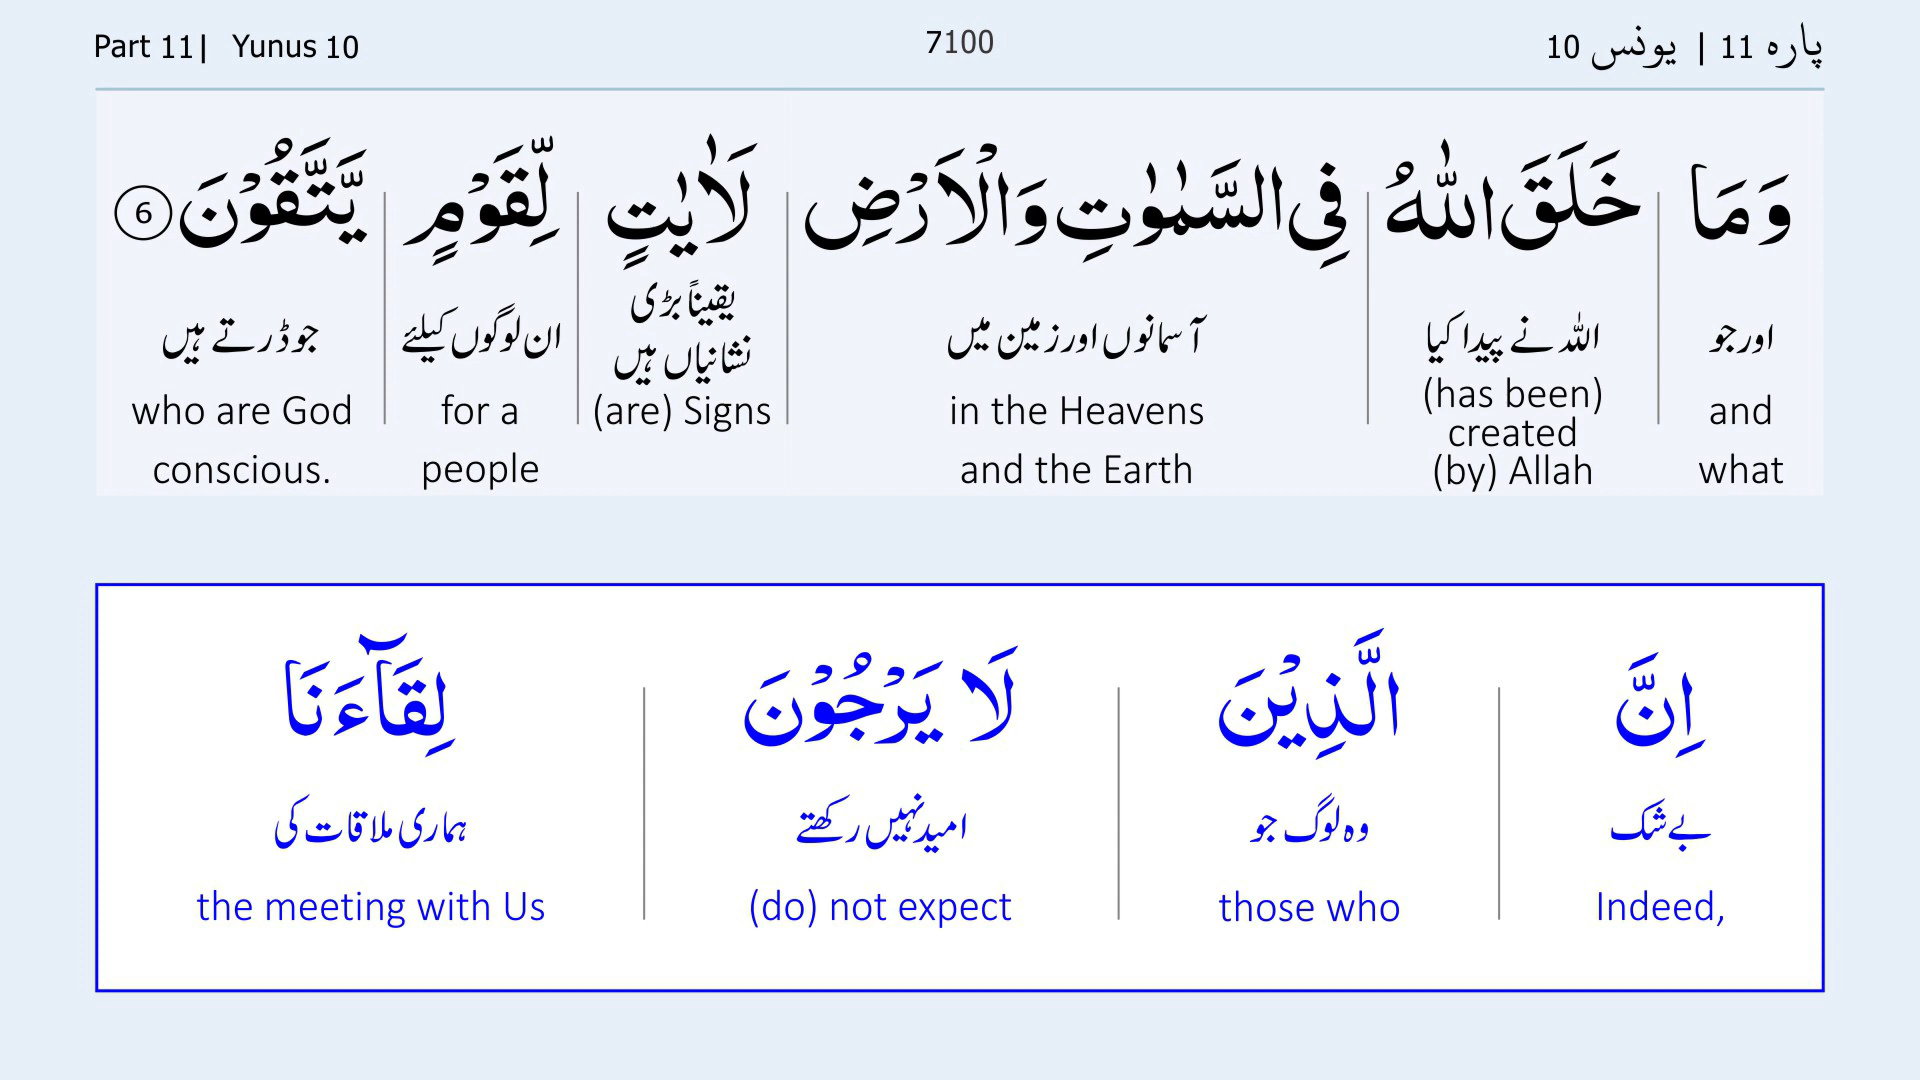 Part 11| Yunus 10 7100 پارہ 11 | یونس 10
وَمَا خَلَقَ اللّٰهُ فِی السَّمٰوٰتِ وَالْاَرْضِ لَاٰیٰتٍ لِّقَوْمٍ یَّتَّقُوْنَ 6
اور جو اللہ نے پیدا کیا آسمانوں اور زمین میں یقیناً بڑی نشانیاں ہیں ان لوگوں کیلئے جو ڈرتے ہیں
and what (has been) created (by) Allah in the Heavens and the Earth (are) Signs for a people who are God conscious.
اِنَّ الَّذِیْنَ لَا یَرْجُوْنَ لِقَآءَنَا
بے شک وہ لوگ جو امید نہیں رکھتے ہماری ملاقات کی
Indeed, those who (do) not expect the meeting with Us